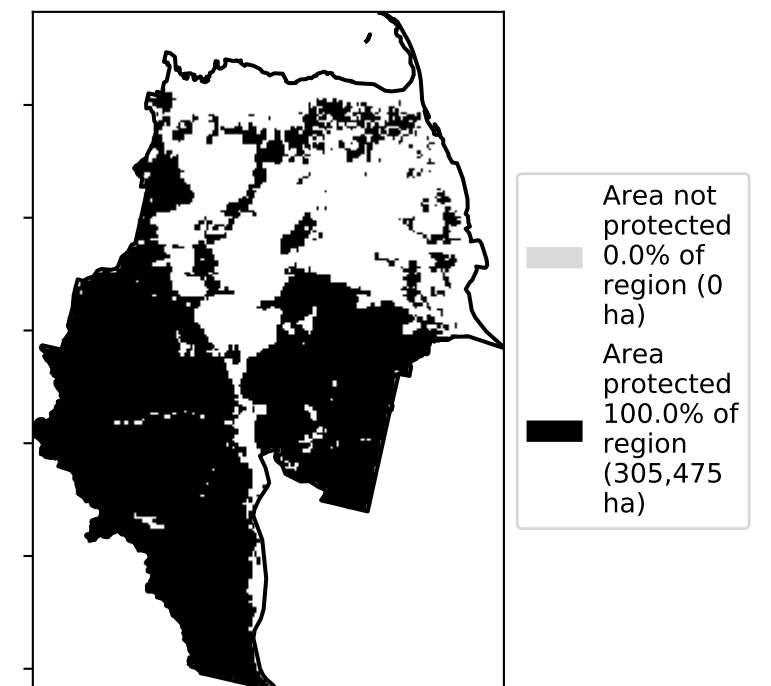 Area not
protected
0.0% of
region (0
ha)
Area
protected
100.0% of
region
(305,475
ha)